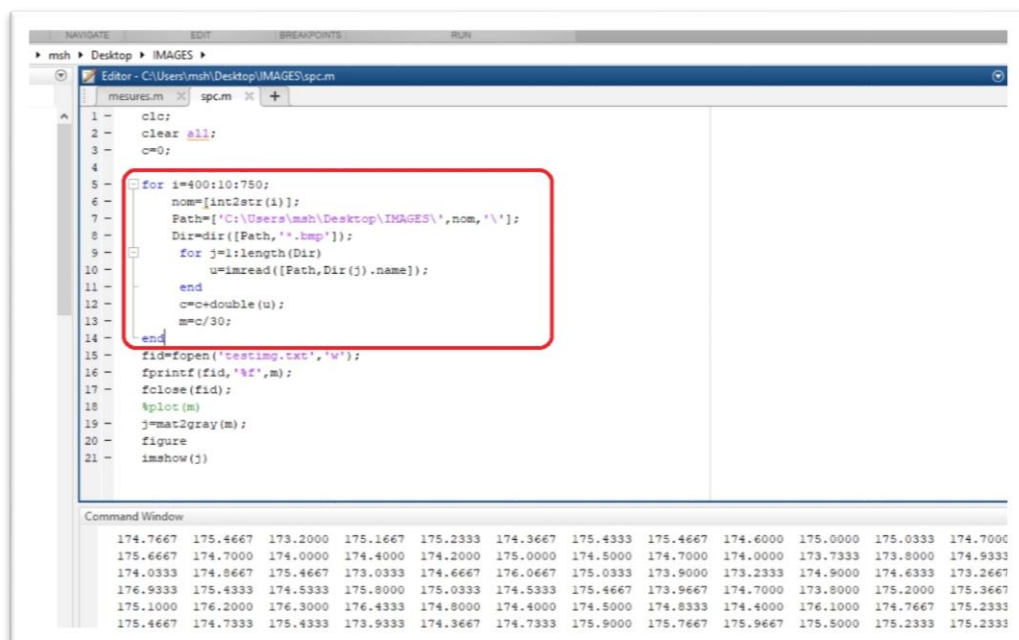 NAVIGATE EDIT BREAKPOINTS RUN
msh Desktop IMAGES
Editor - C:\Users\msh\Desktop\IMAGES\spc.m
mesures.m spc.m +
1 - clc;
2 - clear all;
3 - c=0;
4
5 - for i=400:10:750;
6 - nom=[int2str(i)];
7 - Path=['C:\Users\msh\Desktop\IMAGES\',nom,'\'];
8 - Dir=dir([Path,'*.bmp']);
9 - for j=1:length(Dir)
10 - u=imread([Path,Dir(j).name]);
11 - end
12 - c=c+double(u);
13 - m=c/30;
14 - end
15 - fid=fopen('testimg.txt','w');
16 - fprintf(fid,'%f',m);
17 - fclose(fid);
18 %plot(m)
19 - j=mat2gray(m);
20 - figure
21 - imshow(j)
Command Window
174.7667 175.4667 173.2000 175.1667 175.2333 174.3667 175.4333 175.4667 174.6000 175.0000 175.0333 174.7000
175.6667 174.7000 174.0000 174.4000 174.2000 175.0000 174.5000 174.7000 174.0000 173.7333 173.8000 174.9333
174.0333 174.8667 175.4667 173.0333 174.6667 176.0667 175.0333 173.9000 173.2333 174.9000 174.6333 173.2667
176.9333 175.4333 174.5333 175.8000 175.0333 174.5333 175.4667 173.9667 174.7000 173.8000 175.2000 175.3667
175.1000 176.2000 176.3000 176.4333 174.8000 174.4000 174.5000 174.8333 174.4000 176.1000 174.7667 175.2333
175.4667 174.7333 175.4333 173.9333 174.3667 174.7333 175.9000 175.7667 175.9667 175.5000 175.2333 175.2333